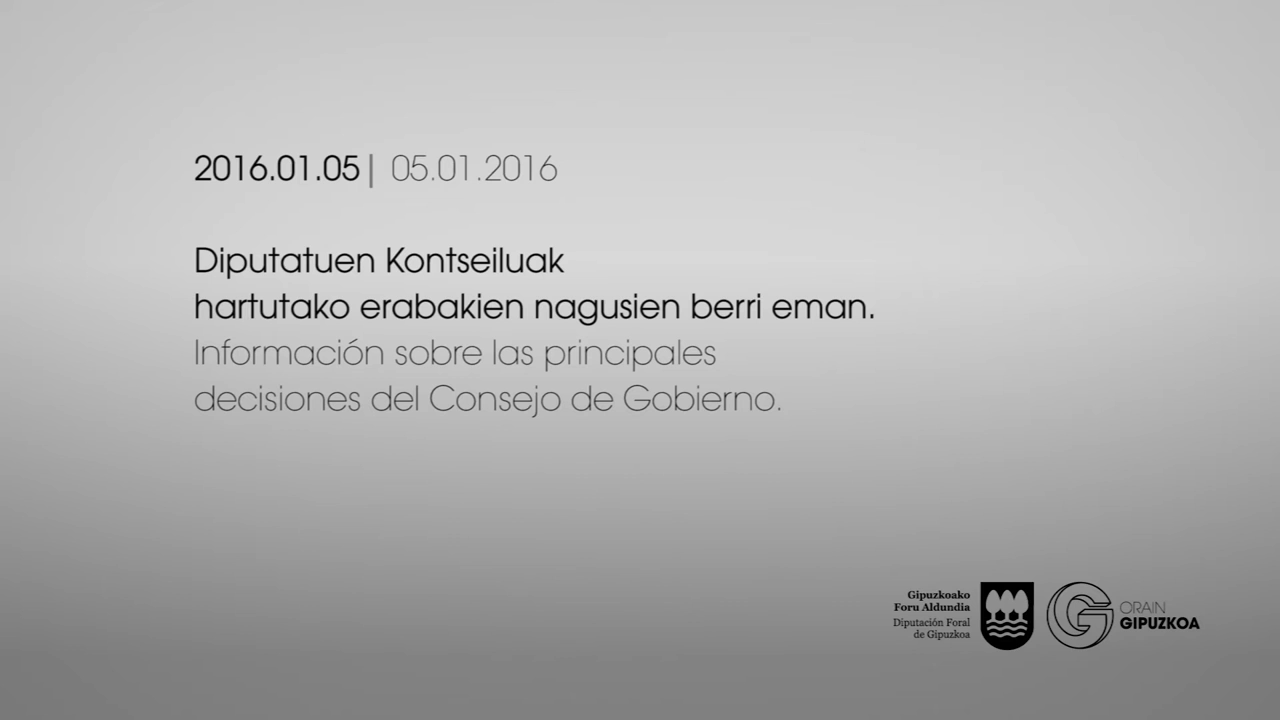 2016.01.05 | 05.01.2016
Diputatuen Kontseiluak
hartutako erabakien nagusien berri eman.
Información sobre las principales
decisiones del Consejo de Gobierno.
Gipuzkoako
Foru Aldundia
Diputación Foral
de Gipuzkoa
ORAIN
GIPUZKOA